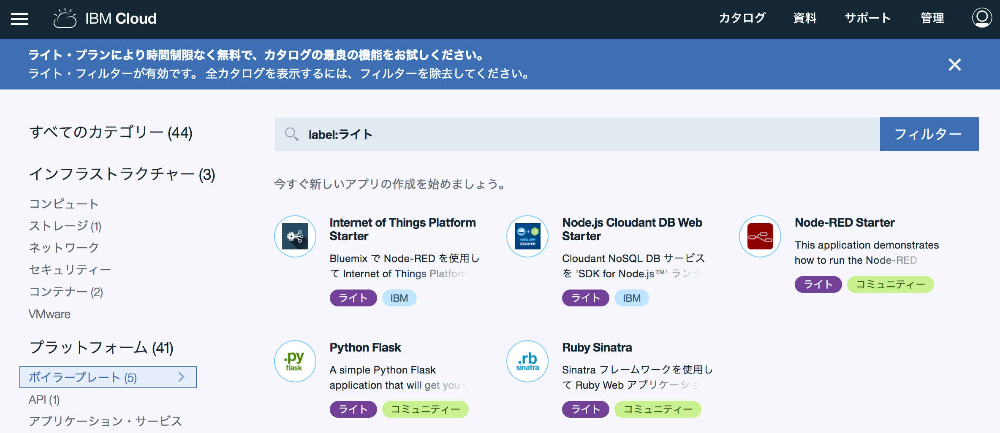 IBM Cloud
カタログ 資料 サポート 管理
ライト・プランにより時間制限なく無料で、カタログの最良の機能をお試しください。
ライト・フィルターが有効です。 全カタログを表示するには、フィルターを除去してください。
すべてのカテゴリー (44)
インフラストラクチャー (3)
コンピュート
ストレージ (1)
ネットワーク
セキュリティー
コンテナー (2)
VMware
プラットフォーム (41)
ボイラープレート (5)
API (1)
アプリケーション・サービス
label:ライト
フィルター
今すぐ新しいアプリの作成を始めましょう。
Internet of Things Platform
Starter
Bluemix で Node-RED を使用し
て Internet of Things Platform
ライト IBM
WEB APP
STARTER
Node.js Cloudant DB Web
Starter
Cloudant NoSQL DB サービス
を 'SDK for Node.js™' ランタ
ライト IBM
Node-RED Starter
This application demonstrates
how to run the Node-RED
ライト コミュニティー
.py
flask
Python Flask
A simple Python Flask
application that will get you u
ライト コミュニティー
.rb
sinatra
Ruby Sinatra
Sinatra フレームワークを使用し
て Ruby Web アプリケーショ
ライト コミュニティー